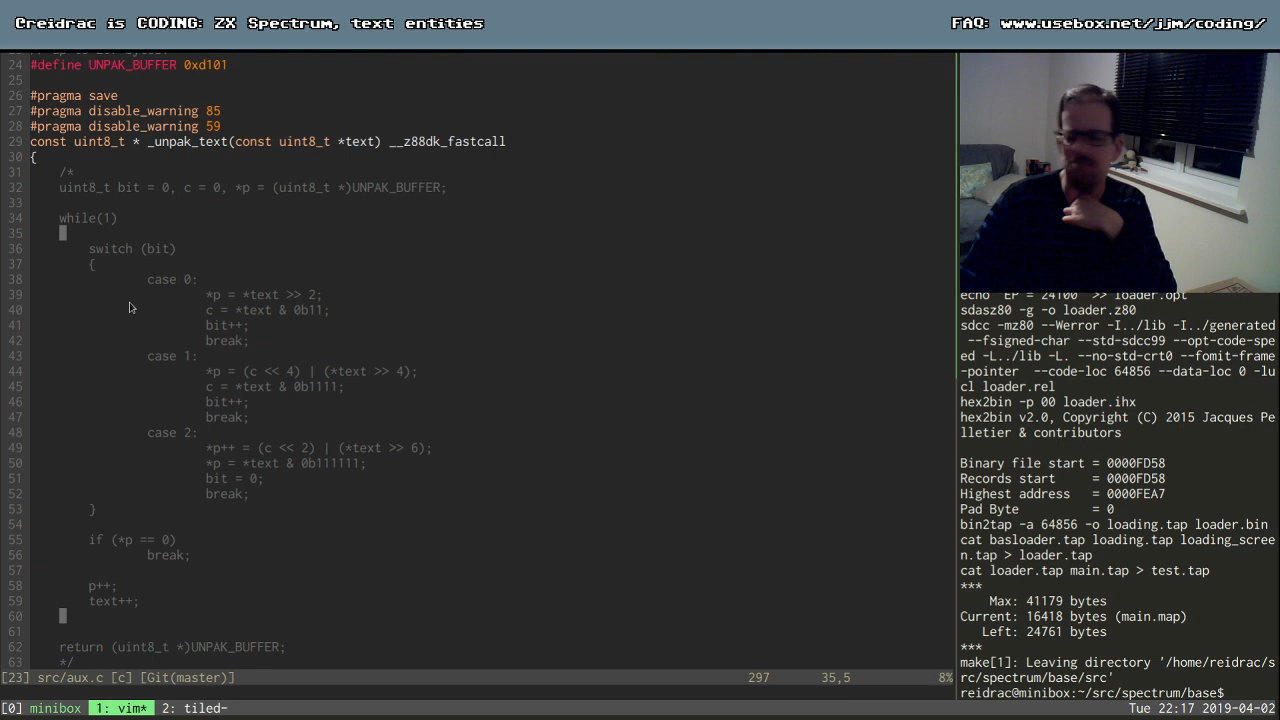 Creidrac is CODING: ZX Spectrum, text entities
FAQ: www.usebox.net/jjm/coding/
24 #define UNPAK_BUFFER 0xd101
25
26 #pragma save
27 #pragma disable_warning 85
28 #pragma disable_warning 59
29 const uint8_t * _unpak_text(const uint8_t *text) __z88dk_fastcall
30 {
31 /*
32 uint8_t bit = 0, c = 0, *p = (uint8_t *)UNPAK_BUFFER;
33
34 while(1)
35
36 switch (bit)
37 {
38 case 0:
39 *p = *text >> 2;
40 c = *text & 0b11;
41 bit++;
42 break;
43 case 1:
44 *p = (c << 4) | (*text >> 4);
45 c = *text & 0b1111;
46 bit++;
47 break;
48 case 2:
49 *p++ = (c << 2) | (*text >> 6);
50 *p = *text & 0b111111;
51 bit = 0;
52 break;
53 }
54
55 if (*p == 0)
56 break;
57
58 p++;
59 text++;
60
61
62 return (uint8_t *)UNPAK_BUFFER;
63 */
[23] src/aux.c [c] [Git(master)] 297 35,5 8%
echo "EP = 24100" >> loader.opt
sdasz80 -g -o loader.z80
sdcc -mz80 --Werror -I../lib -I../generated
--fsigned-char --std-sdcc99 --opt-code-spe
ed -L../lib -L. --no-std-crt0 --fomit-frame
-pointer --code-loc 64856 --data-loc 0 -lu
cl loader.rel
hex2bin -p 00 loader.ihx
hex2bin v2.0, Copyright (C) 2015 Jacques Pe
lletier & contributors
Binary file start = 0000FD58
Records start = 0000FD58
Highest address = 0000FEA7
Pad Byte = 0
bin2tap -a 64856 -o loading.tap loader.bin
cat basloader.tap loading.tap loading_scree
n.tap > loader.tap
cat loader.tap main.tap > test.tap
***
Max: 41179 bytes
Current: 16418 bytes (main.map)
Left: 24761 bytes
***
make[1]: Leaving directory '/home/reidrac/s
rc/spectrum/base/src'
reidrac@minibox:~/src/spectrum/base$
[0] minibox 1: vim* 2: tiled- Tue 22:17 2019-04-02